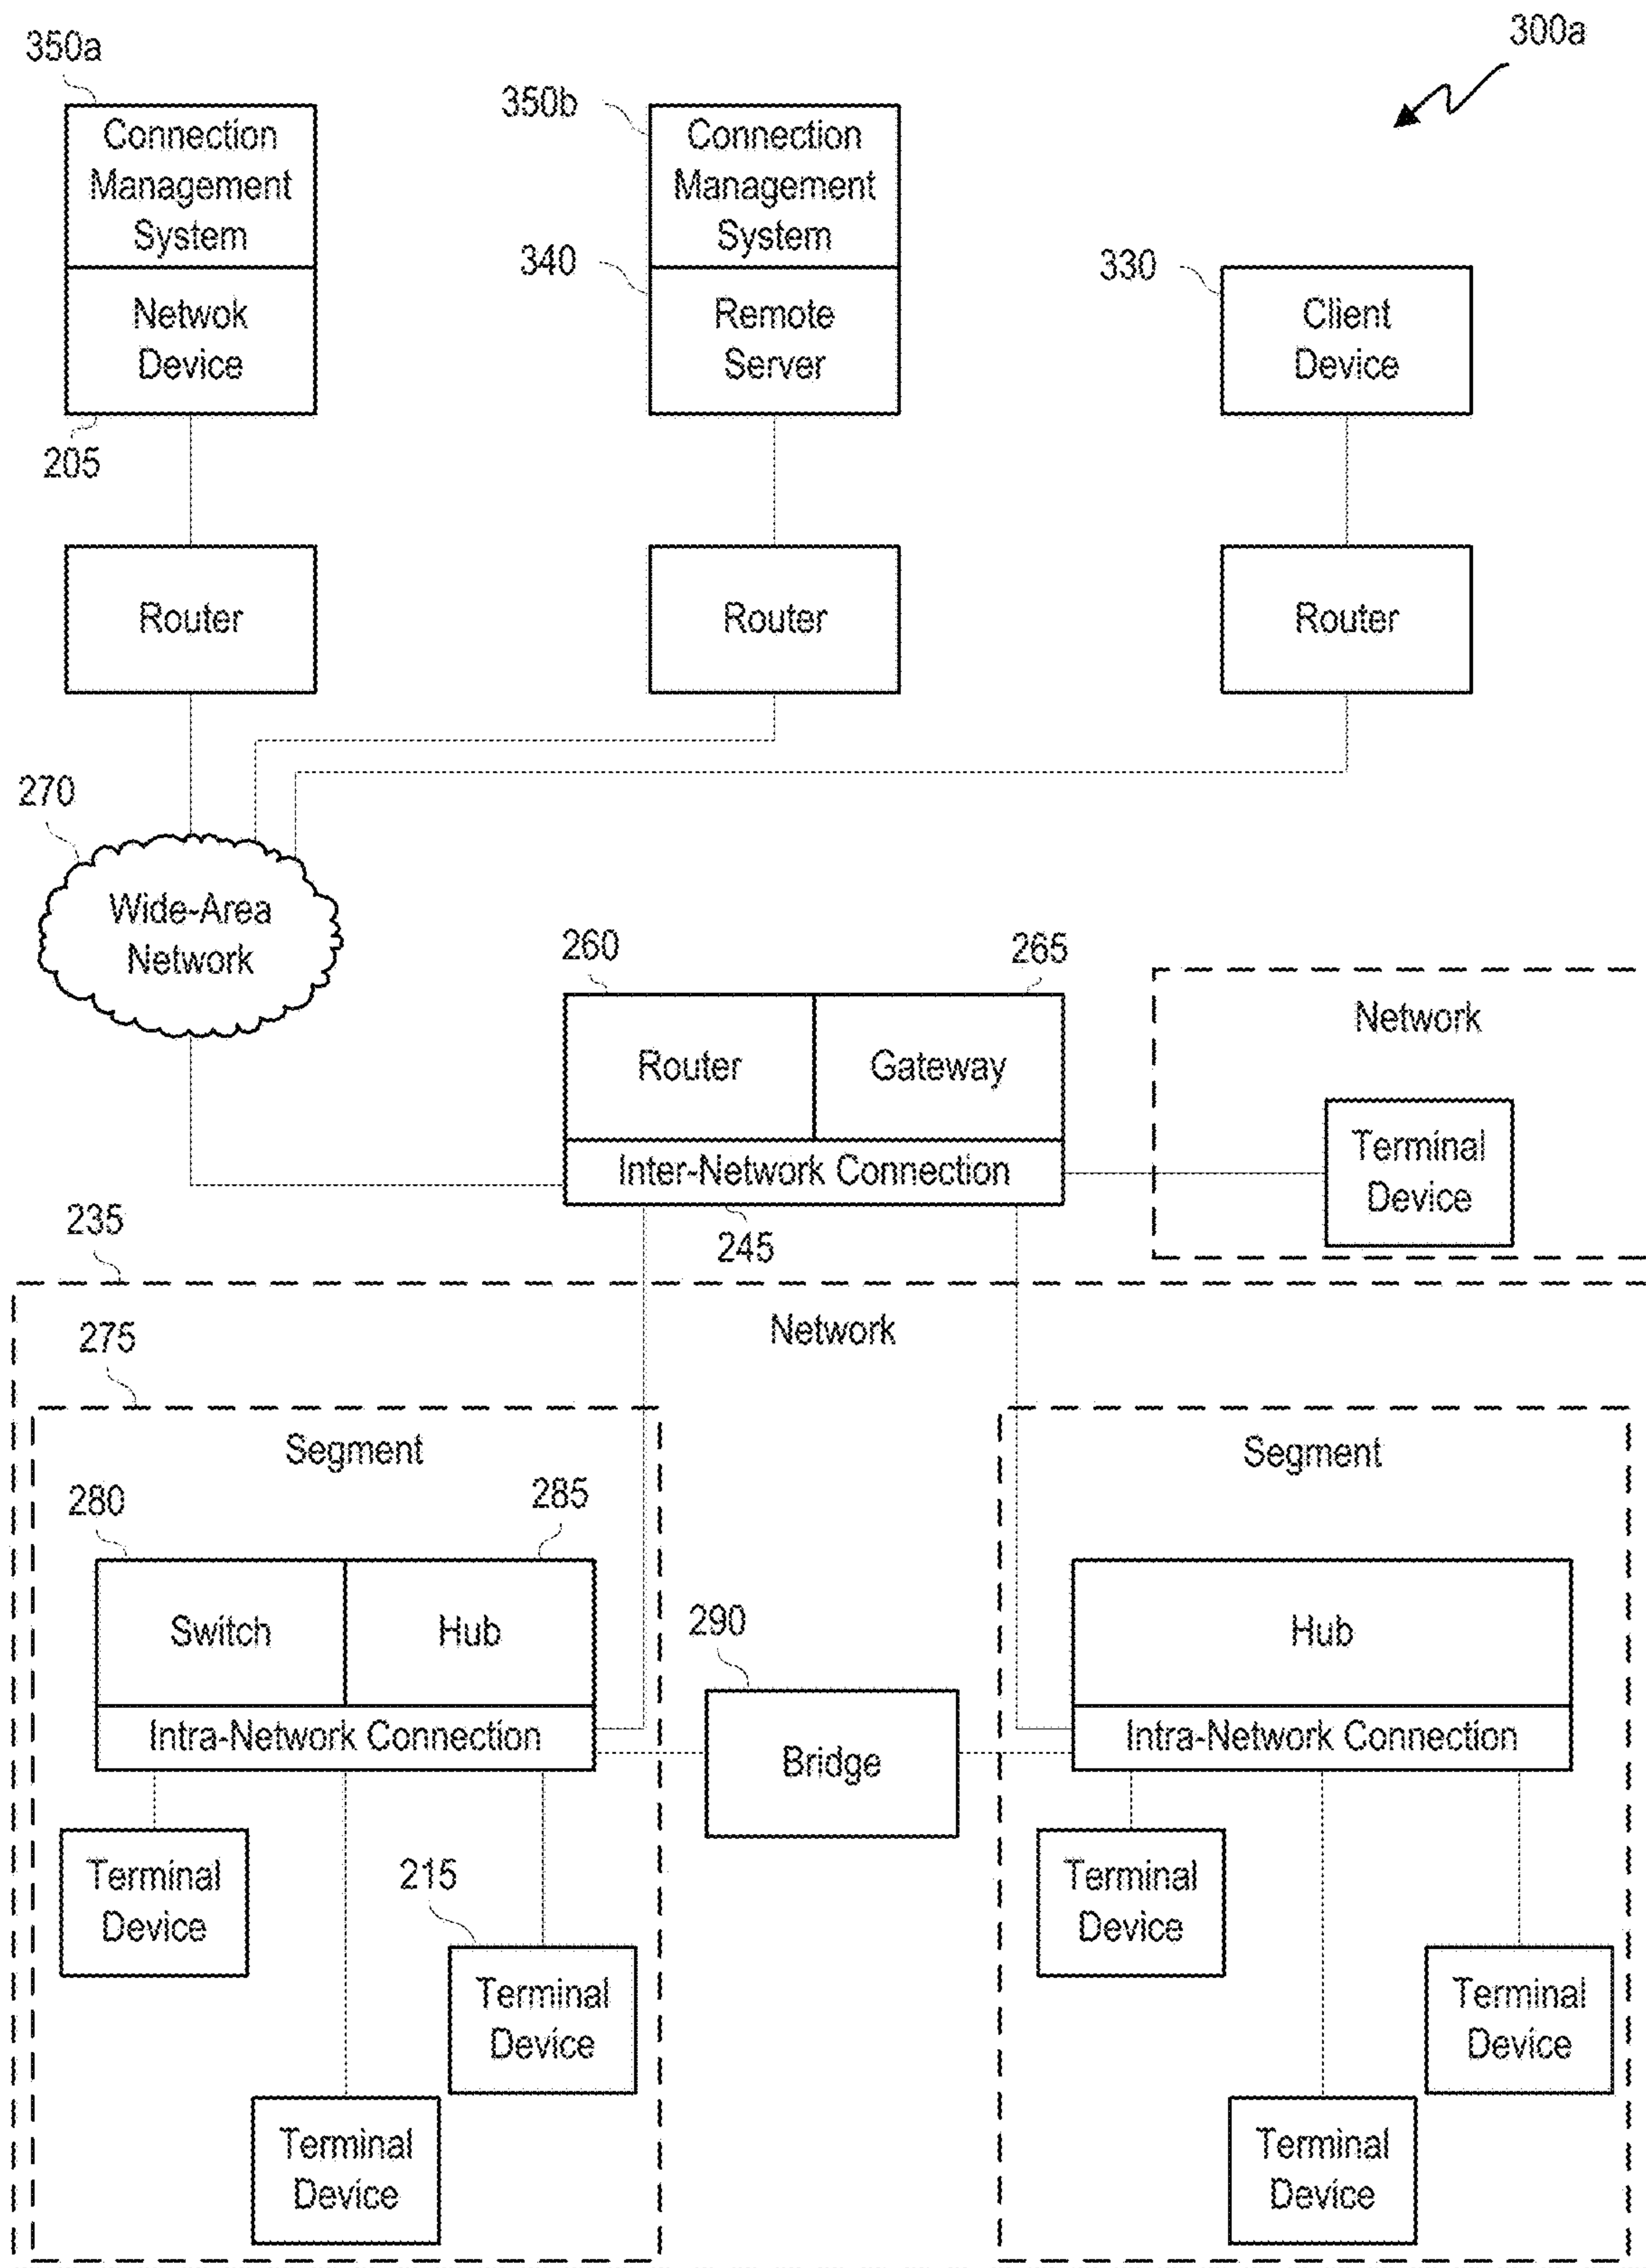 300a
350a
350b
Connection
Management
System
Connection
Management
System
340
330
Netwok
Device
Remote
Server
Client
Device
205
Router
Router
Router
270
Wide-Area
Network
260
265
Network
Router
Gateway
Terminal
Device
Inter-Network Connection
245
235
Network
275
Segment
Segment
280
285
Switch
Hub
290
Hub
Intra-Network Connection
Bridge
Intra-Network Connection
Terminal
Device
215
Terminal
Device
Terminal
Device
Terminal
Device
Terminal
Device
Terminal
Device